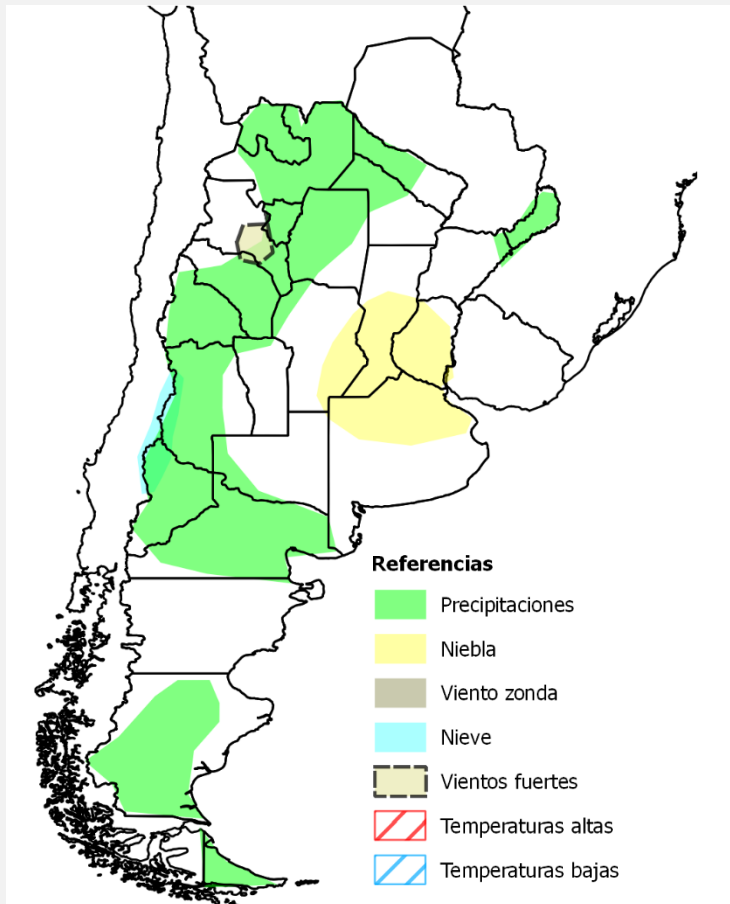 Referencias
Precipitaciones
Niebla
Viento zonda
Nieve
Vientos fuertes
Temperaturas altas
Temperaturas bajas